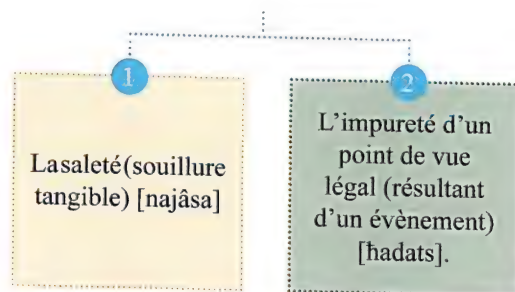 1
Lasaleté(souillure
tangible) [najâsa]
2
L’impureté d’un
point de vue
légal (résultant
d’un évènement)
[ħadats].